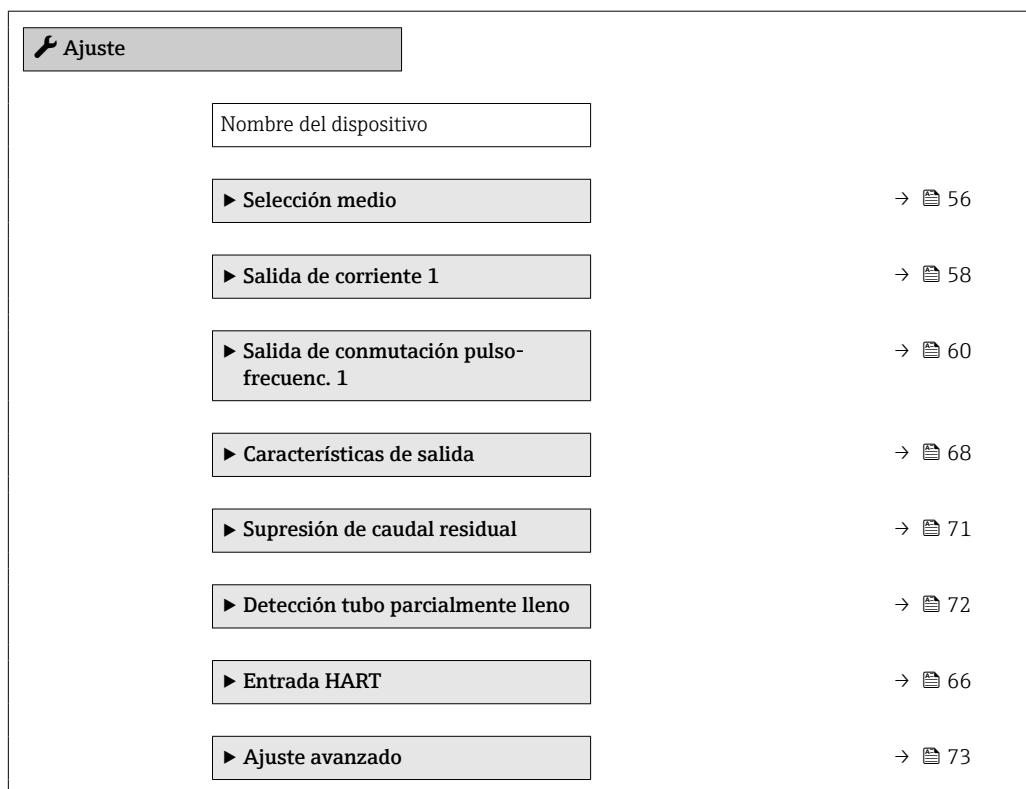 Ajuste
Nombre del dispositivo
▶ Selección medio → 56
▶ Salida de corriente 1 → 58
▶ Salida de conmutación pulso- → 60
frecuenc. 1
▶ Características de salida → 68
▶ Supresión de caudal residual → 71
▶ Detección tubo parcialmente lleno → 72
▶ Entrada HART → 66
▶ Ajuste avanzado → 73